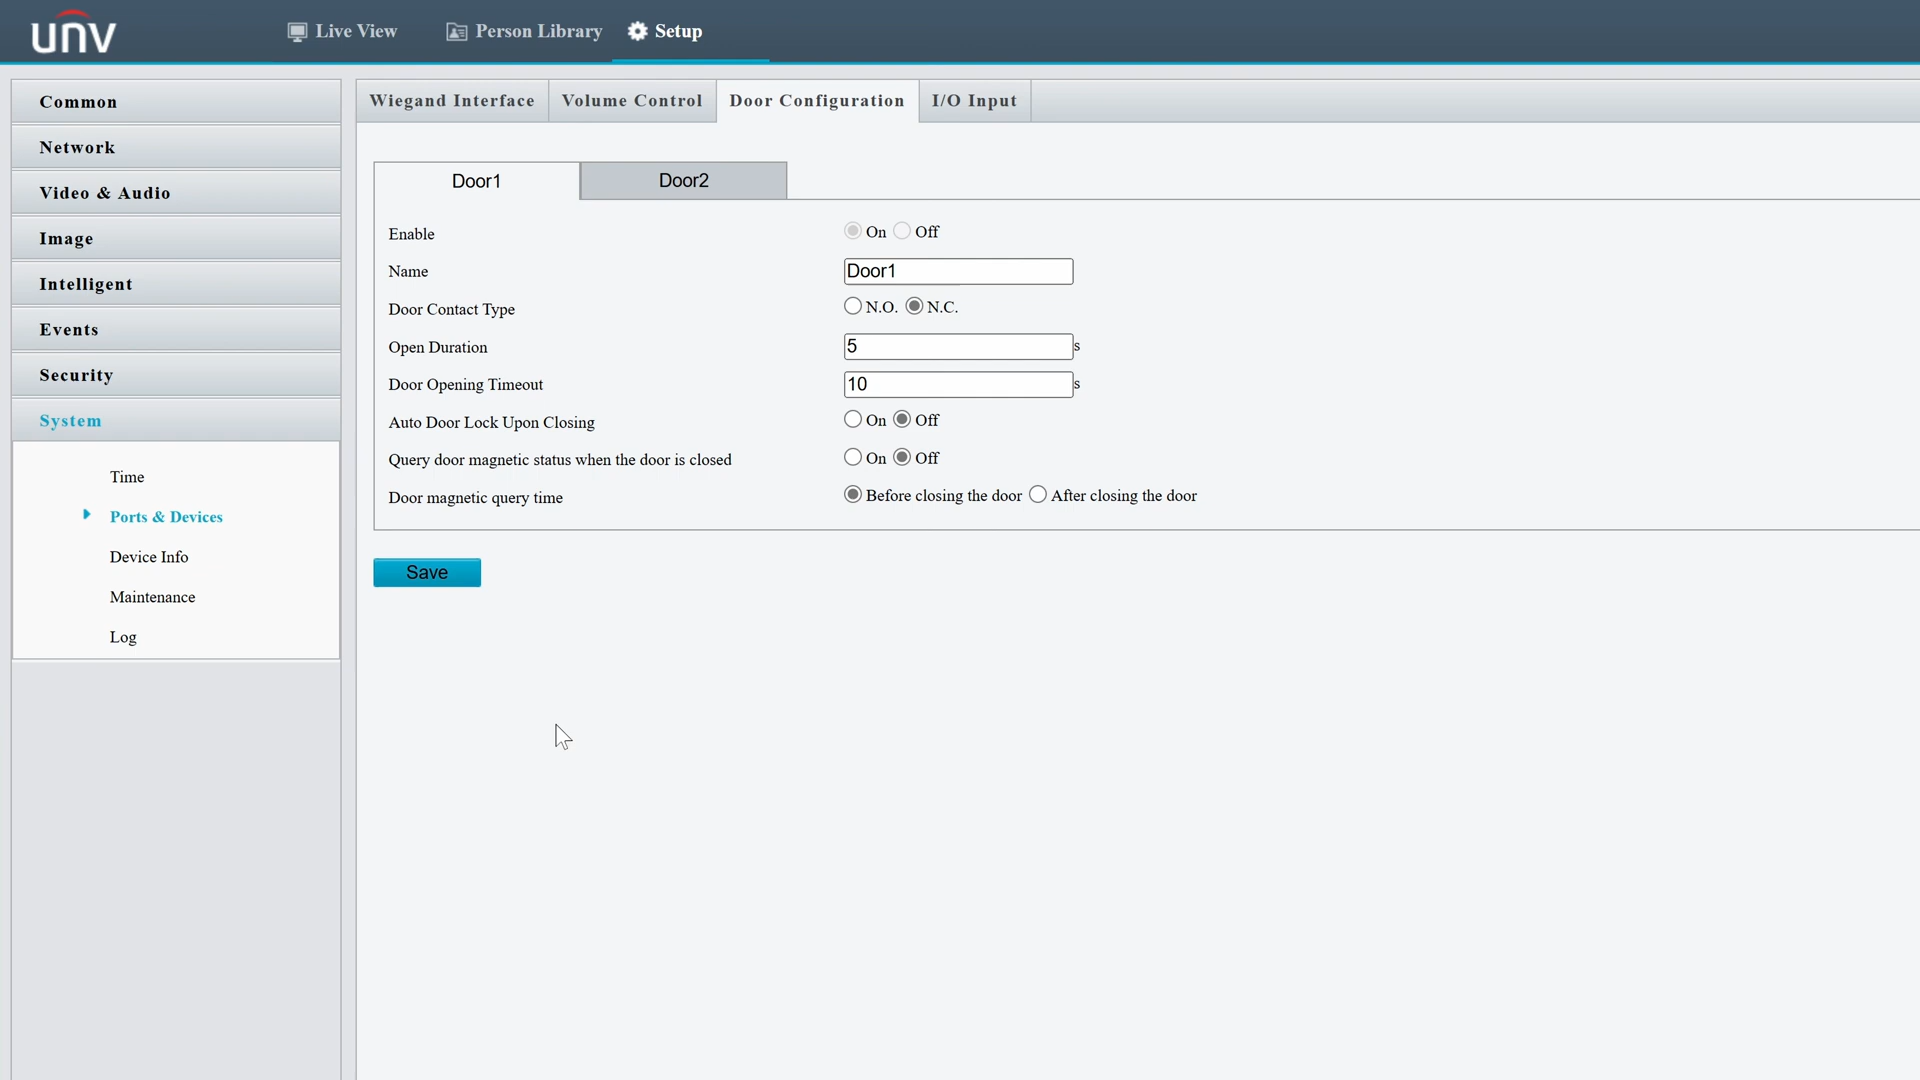 unv
Live View
Person Library
Setup
Common
Network
Video & Audio
Image
Intelligent
Events
Security
System
Time
Ports & Devices
Device Info
Maintenance
Log
Wiegand Interface
Volume Control
Door Configuration
I/O Input
Door1
Door2
Enable On Off
Name Door1
Door Contact Type N.O. N.C.
Open Duration 5 s
Door Opening Timeout 10 s
Auto Door Lock Upon Closing On Off
Query door magnetic status when the door is closed On Off
Door magnetic query time Before closing the door After closing the door
Save